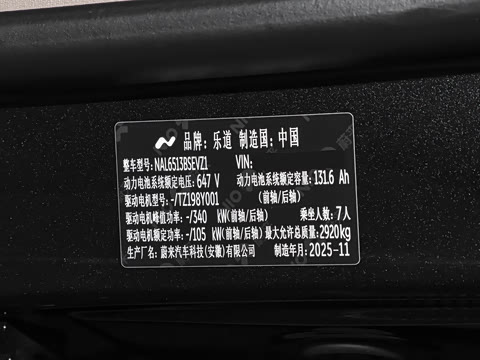 品牌：乐道 制造国：中国
整车型号：NAL6513BSEVZ1 VIN：
动力电池系统额定电压：647 V 动力电池系统额定容量：131.6 Ah
驱动电机型号：-/TZ198Y001 （前轴/后轴）
驱动电机峰值功率：-/340 kW(前轴/后轴) 乘坐人数：7人
驱动电机额定功率：-/105 kW(前轴/后轴) 最大允许总质量：2920kg
生产厂名：蔚来汽车科技(安徽)有限公司 制造年月：2025-11